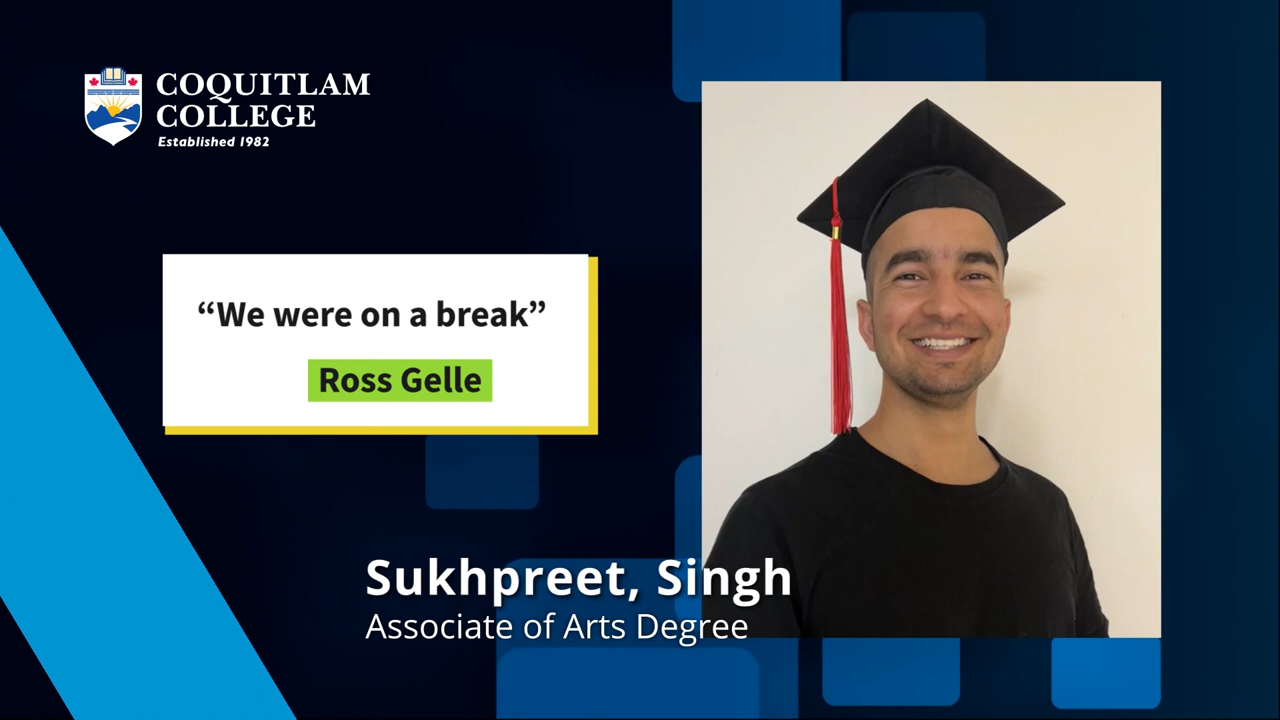 COQUITLAM
COLLEGE
Established 1982
“We were on a break”
Ross Gelle
Sukhpreet, Singh
Associate of Arts Degree